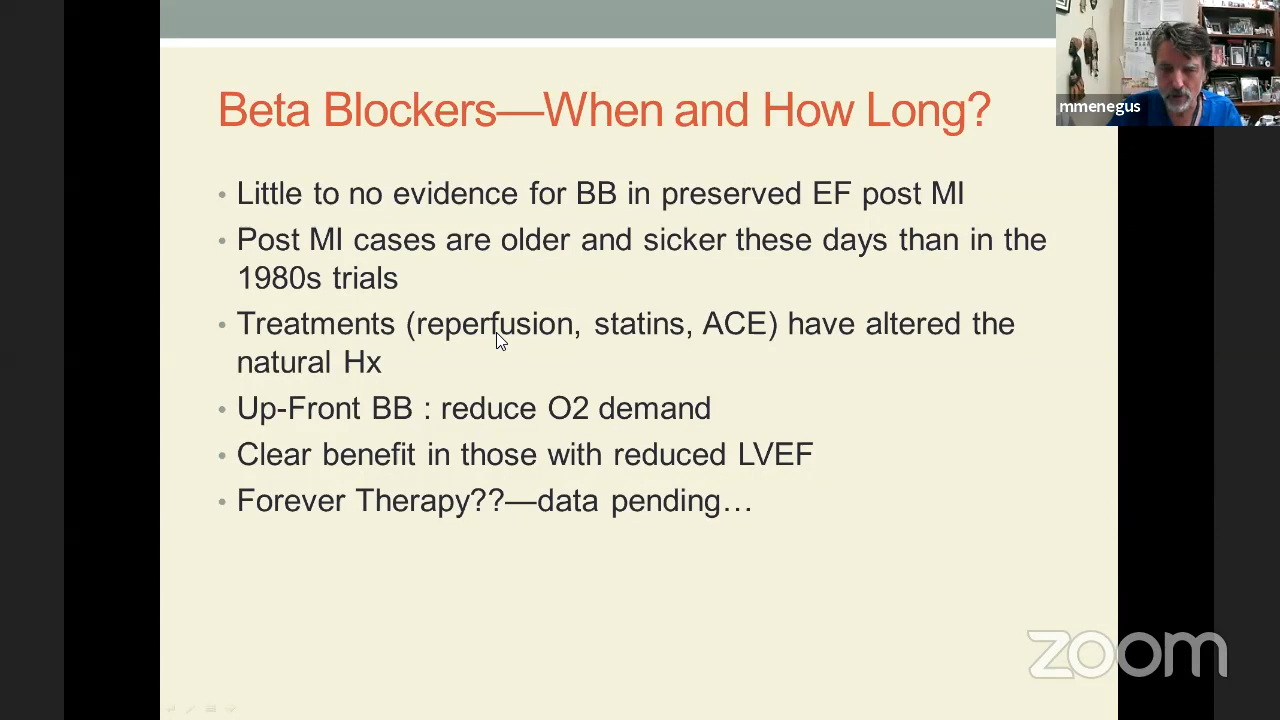 Beta Blockers—When and How Long?
• Little to no evidence for BB in preserved EF post MI
• Post MI cases are older and sicker these days than in the
1980s trials
• Treatments (reperfusion, statins, ACE) have altered the
natural Hx
• Up-Front BB : reduce O2 demand
• Clear benefit in those with reduced LVEF
• Forever Therapy??—data pending…
mmenegus
zoom